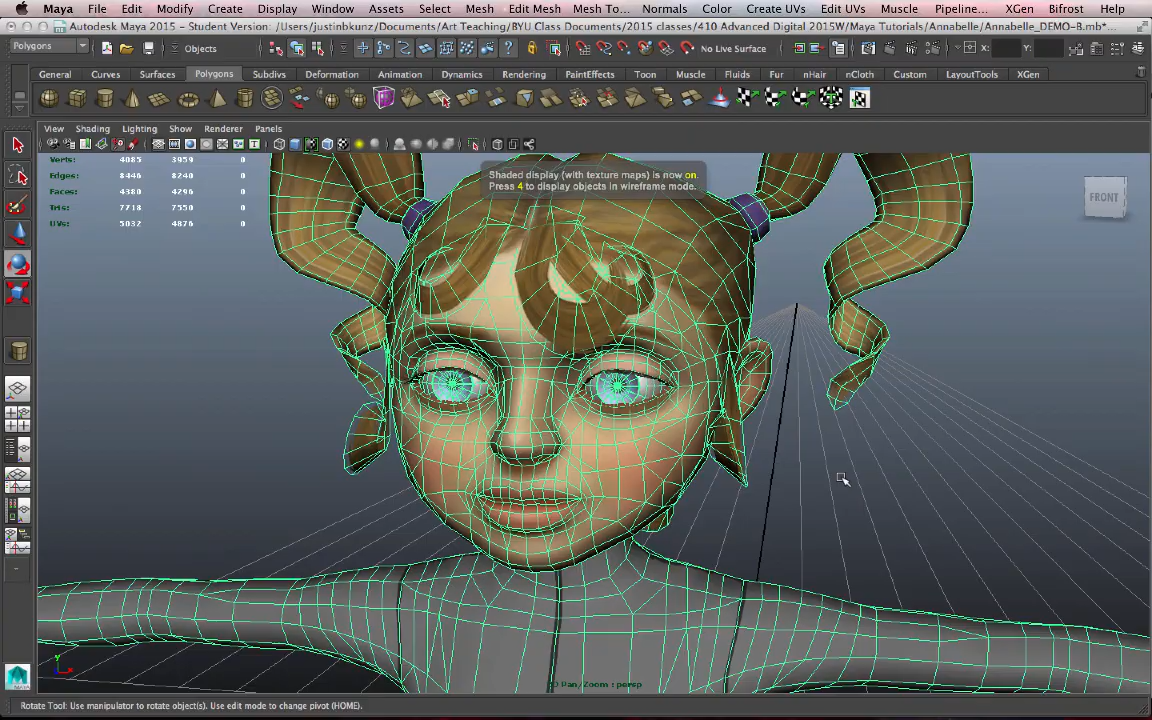 Maya File Edit Modify Create Display Window Assets Select Mesh Edit Mesh Mesh To... Normals Color Create UVs Edit UVs Muscle Pipeline... XGen Bifrost Help
Autodesk Maya 2015 - Student Version: /Users/justinbkunz/Documents/Art Teaching/BYU Class Documents/2015 classes/410 Advanced Digital 2015W/Maya Tutorials/Annabelle/Annabelle_DEMO-8.mb*...
Polygons Objects No Live Surface X: Y:
General Curves Surfaces Polygons Subdivs Deformation Animation Dynamics Rendering PaintEffects Toon Muscle Fluids Fur nHair nCloth Custom LayoutTools XGen
View Shading Lighting Show Renderer Panels
Verts: 4085 3959 0
Edges: 8446 8240 0
Faces: 4380 4296 0
Tris: 7718 7550 0
UVs: 5032 4876 0
Shaded display (with texture maps) is now on.
Press 4 to display objects in wireframe mode.
FRONT
y
2D Pan/Zoom : persp
Rotate Tool: Use manipulator to rotate object(s). Use edit mode to change pivot (HOME).